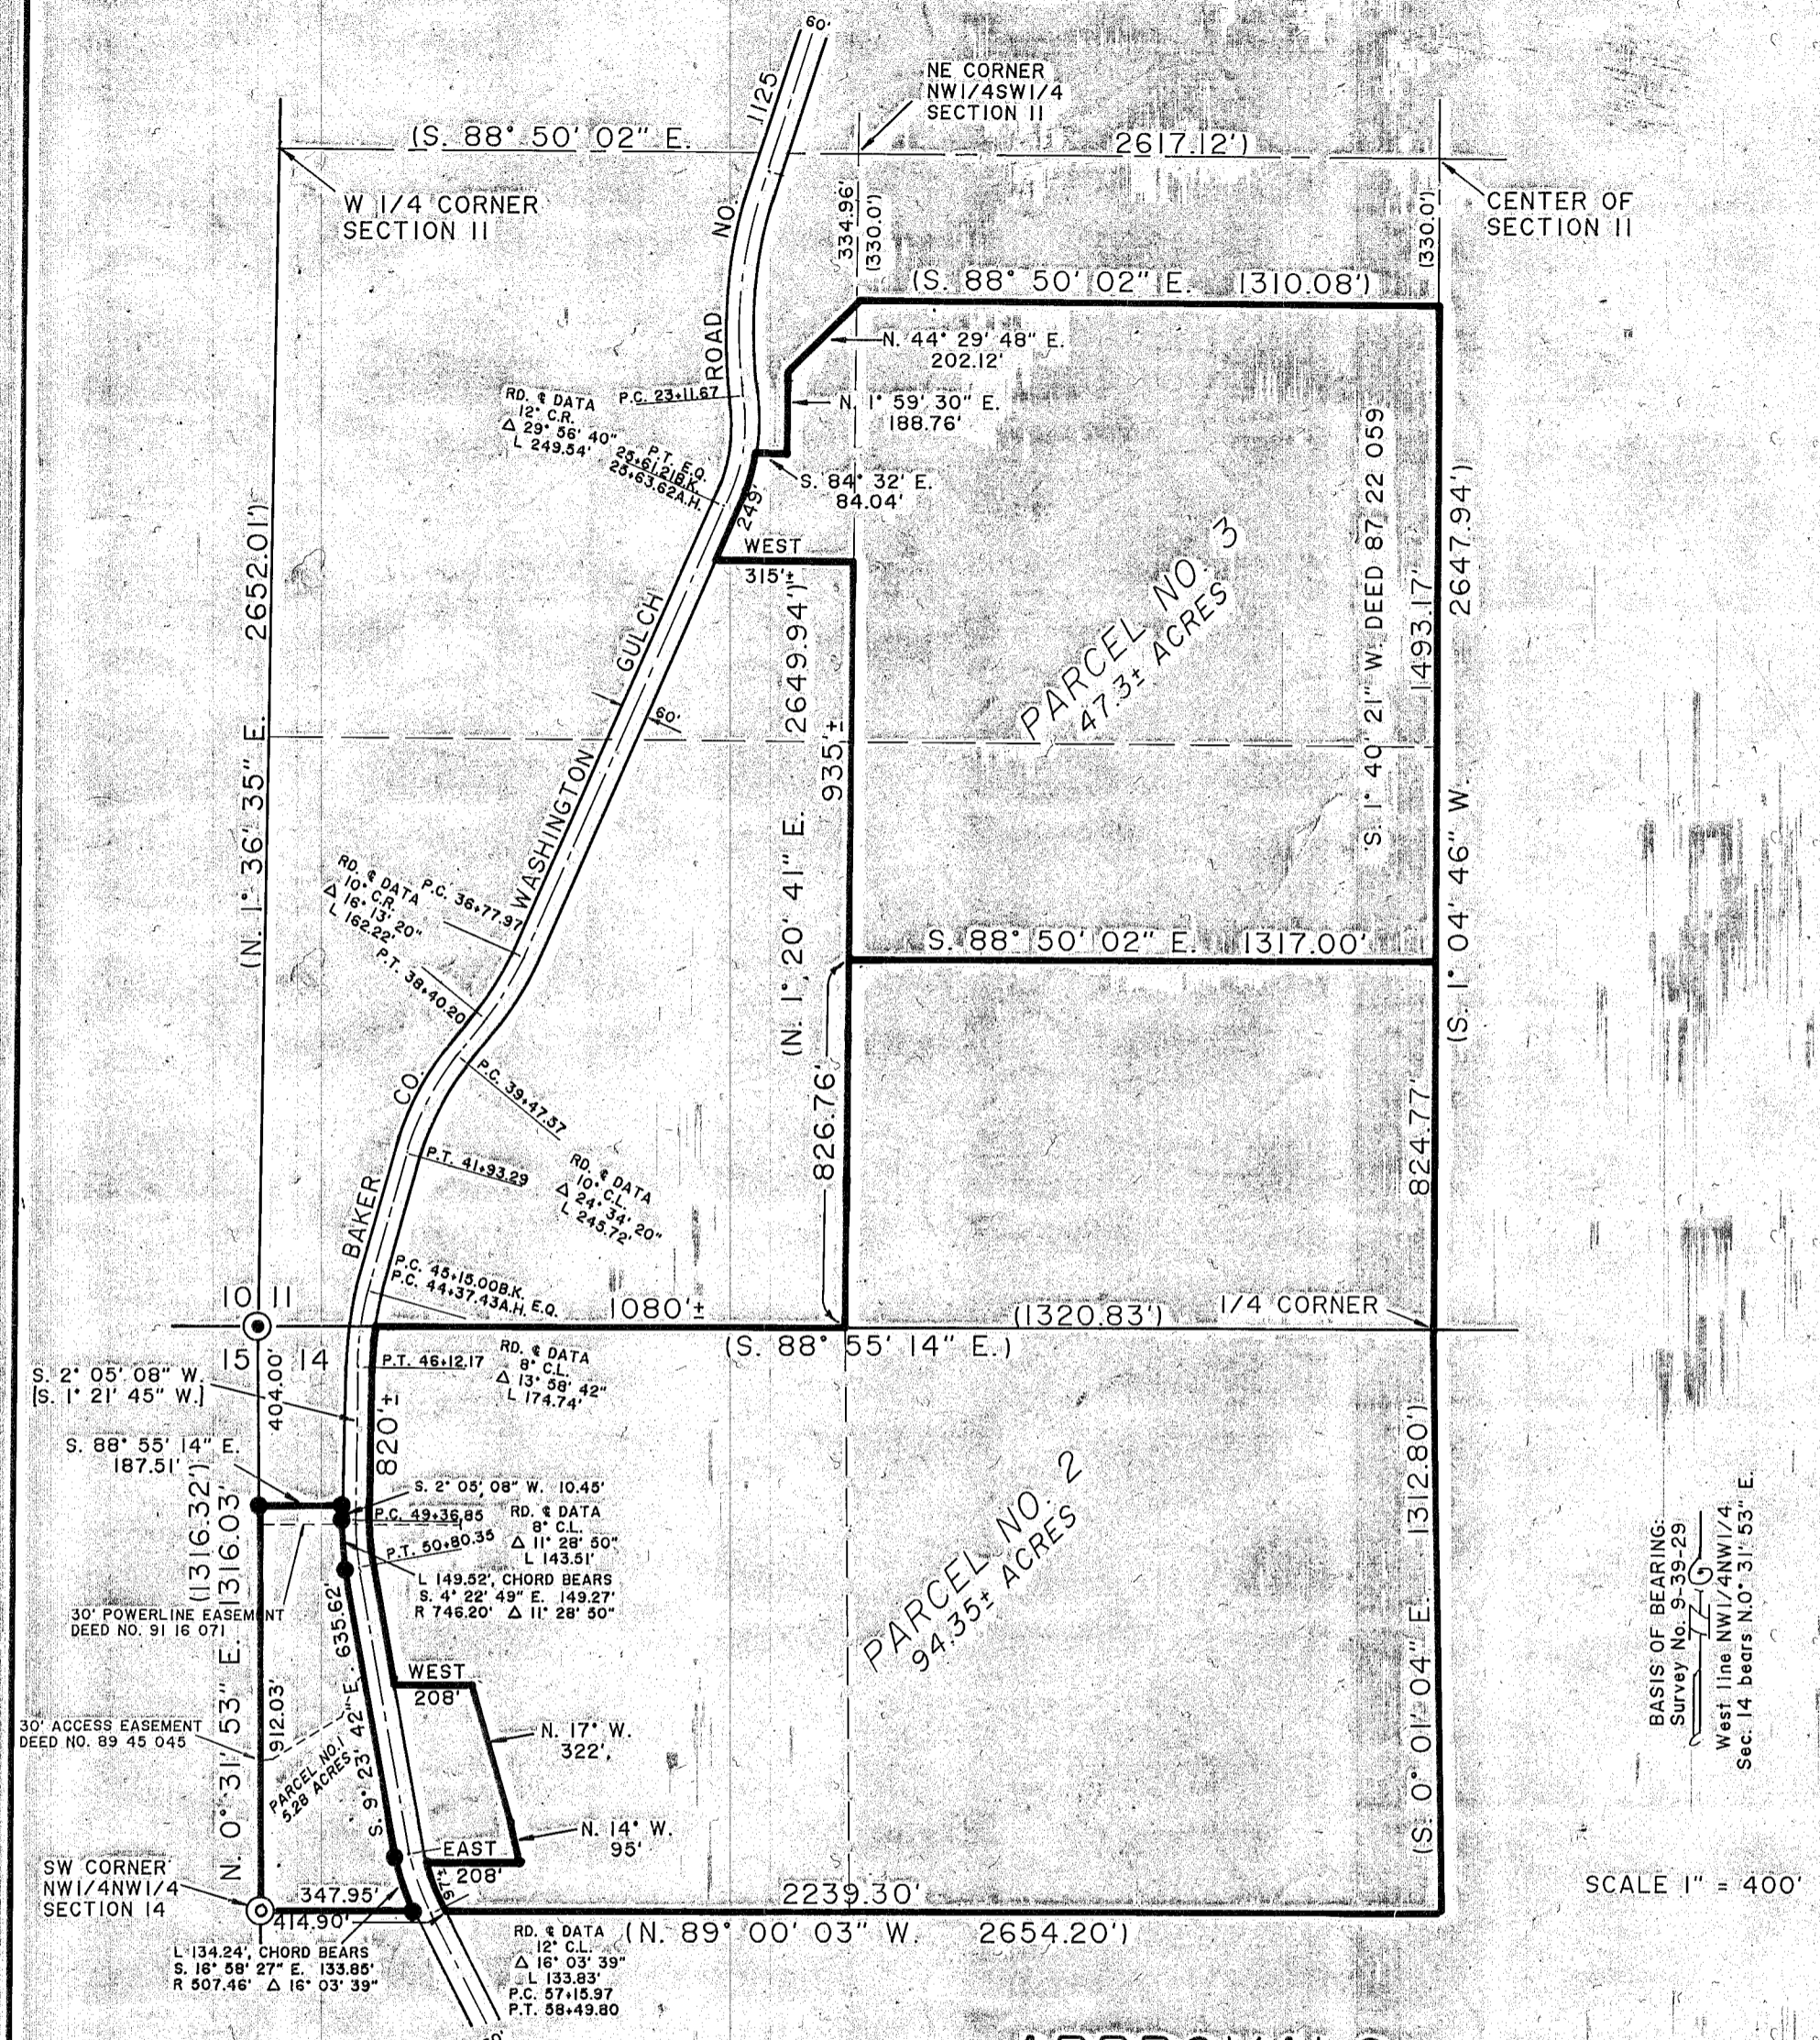 60'
NE CORNER
NW1/4SW1/4
SECTION 11
(S. 88° 50' 02" E. 2617.12')
W 1/4 CORNER
SECTION 11
CENTER OF
SECTION 11
334.96'
(330.0')
(330.0')
(S. 88° 50' 02" E. 1310.08')
BAKER CO. WASHINGTON GULCH ROAD NO. 1125
N. 44° 29' 48" E.
202.12'
N. 1° 59' 30" E.
188.76'
S. 84° 32' E.
84.04'
RD. ℄ DATA
12° C.R.
Δ 29° 56' 40"
L 249.54'
P.C. 23+11.67
P.T. E.Q.
25+61.21B.K.
25+63.62A.H.
249'
WEST
315'±
(N. 1° 36' 35" E. 2652.01')
(N. 1° 20' 41" E. 2649.94')
935'±
60'
PARCEL NO. 3
47.3± ACRES
S. 1° 40' 21" W. DEED 87 22 059
1493.17'
(S. 1° 04' 46" W. 2647.94')
RD. ℄ DATA
10° C.R.
Δ 16° 13' 20"
L 162.22'
P.C. 36+77.97
P.T. 38+40.20
S. 88° 50' 02" E. 1317.00'
P.C. 39+47.57
P.T. 41+93.29
RD. ℄ DATA
10° C.L.
Δ 24° 34' 20"
L 245.72'
826.76'
824.77'
P.C. 45+15.00B.K.
P.C. 44+37.43A.H. E.Q.
10 11
15 14
1080'±
(1320.83')
1/4 CORNER
(S. 88° 55' 14" E.)
S. 2° 05' 08" W.
[S. 1° 21' 45" W.]
404.00'
P.T. 46+12.17
RD. ℄ DATA
8° C.L.
Δ 13° 58' 42"
L 174.74'
820'±
S. 88° 55' 14" E.
187.51'
S. 2° 05' 08" W. 10.45'
P.C. 49+36.85
P.T. 50+80.35
RD. ℄ DATA
8° C.L.
Δ 11° 28' 50"
L 143.51'
L 149.52', CHORD BEARS
S. 4° 22' 49" E. 149.27'
R 746.20' Δ 11° 28' 50"
(1316.32')
N. 0° 31' 53" E. 1316.03'
30' POWERLINE EASEMENT
DEED NO. 91 16 071
912.03'
S. 9° 23' 42" E. 635.62'
30' ACCESS EASEMENT
DEED NO. 89 45 045
PARCEL NO.1
5.28 ACRES
WEST
208'
N. 17° W.
322',
N. 14° W.
95'
EAST
208'
PARCEL NO. 2
94.35± ACRES
(S. 0° 01' 04" E. 1312.80')
BASIS OF BEARING:
Survey No. 9-39-29
West line NW1/4NW1/4
Sec. 14 bears N.0° 31' 53" E.
SW CORNER
NW1/4NW1/4
SECTION 14
347.95'
414.90'
2239.30'
(N. 89° 00' 03" W. 2654.20')
L 134.24', CHORD BEARS
S. 16° 58' 27" E. 133.85'
R 507.46' Δ 16° 03' 39"
RD. ℄ DATA
12° C.L.
Δ 16° 03' 39"
L 133.83'
P.C. 57+15.97
P.T. 58+49.80
SCALE 1" = 400'